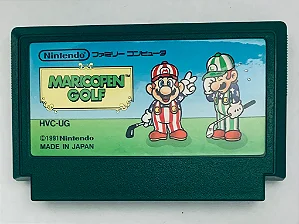 Nintendo ファミリー コンピュータ
MARIO OPEN
GOLF
HVC-UG
©1991 Nintendo
MADE IN JAPAN